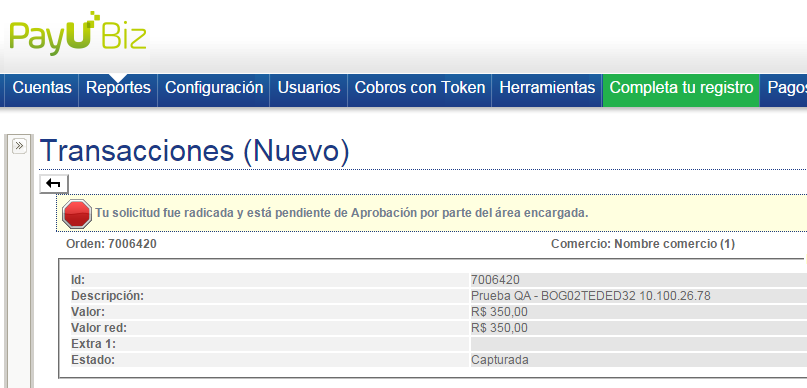 PayU Biz
Cuentas Reportes Configuración Usuarios Cobros con Token Herramientas Completa tu registro Pagos
Transacciones (Nuevo)
Tu solicitud fue radicada y está pendiente de Aprobación por parte del área encargada.
Orden: 7006420 Comercio: Nombre comercio (1)
Id: 7006420
Descripción: Prueba QA - BOG02TEDED32 10.100.26.78
Valor: R$ 350,00
Valor red: R$ 350,00
Extra 1:
Estado: Capturada